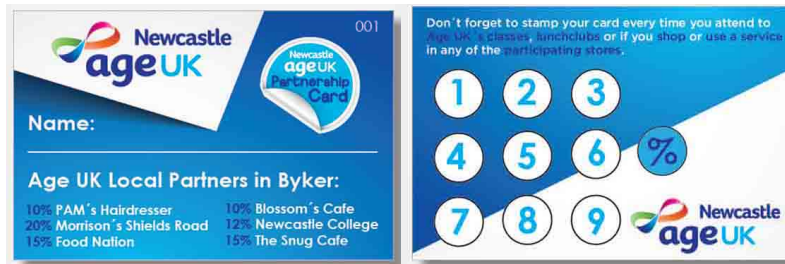 Newcastle
age UK
001
Newcastle
age UK
Partnership
Card
Name:
Age UK Local Partners in Byker:
10% PAM´s Hairdresser
20% Morrison´s Shields Road
15% Food Nation
10% Blossom´s Cafe
12% Newcastle College
15% The Snug Cafe
Don´t forget to stamp your card every time you attend to
Age UK´s classes, lunchclubs or if you shop or use a service
in any of the participating stores.
1 2 3
4 5 6 %
7 8 9
Newcastle
age UK